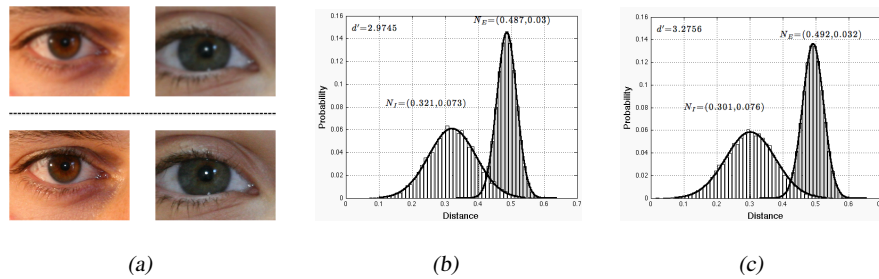 d′=2.9745
N_E=(0.487,0.03)
N_I=(0.321,0.073)
Probability
0.16
0.14
0.12
0.1
0.08
0.06
0.04
0.02
0
0 0.1 0.2 0.3 0.4 0.5 0.6 0.7
Distance
d′=3.2756
N_E=(0.492,0.032)
N_I=(0.301,0.076)
Probability
0.16
0.14
0.12
0.1
0.08
0.06
0.04
0.02
0
0 0.1 0.2 0.3 0.4 0.5 0.6
Distance
(a) (b) (c)